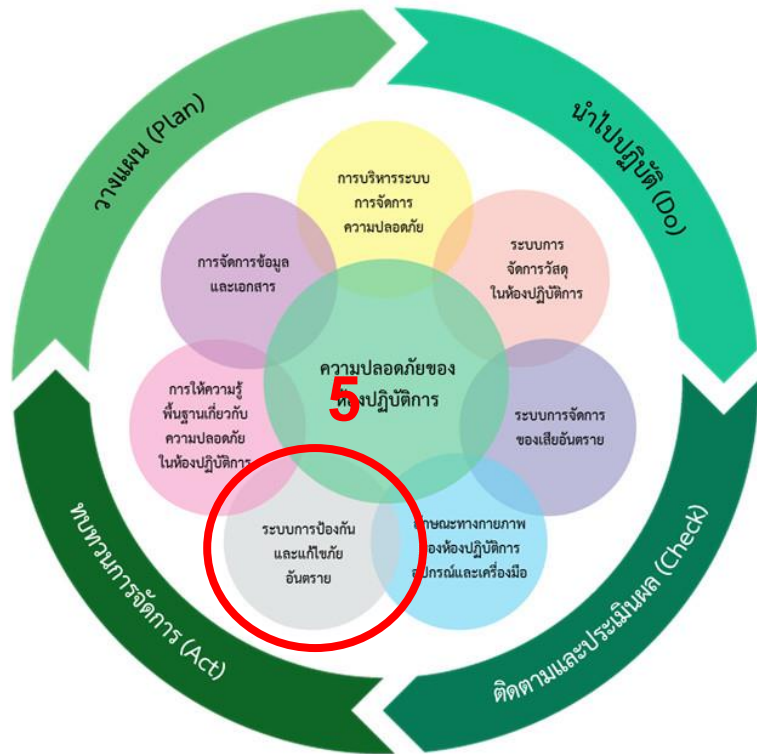 วางแผน (Plan)
นำไปปฏิบัติ (Do)
ติดตามและประเมินผล (Check)
ทบทวนการจัดการ (Act)
การบริหารระบบ
การจัดการ
ความปลอดภัย
ระบบการ
จัดการวัสดุ
ในห้องปฏิบัติการ
ระบบการจัดการ
ของเสียอันตราย
ลักษณะทางกายภาพ
ของห้องปฏิบัติการ
อุปกรณ์และเครื่องมือ
ระบบการป้องกัน
และแก้ไขภัย
อันตราย
การให้ความรู้
พื้นฐานเกี่ยวกับ
ความปลอดภัย
ในห้องปฏิบัติการ
การจัดการข้อมูล
และเอกสาร
ความปลอดภัยของ
ห้องปฏิบัติการ
5